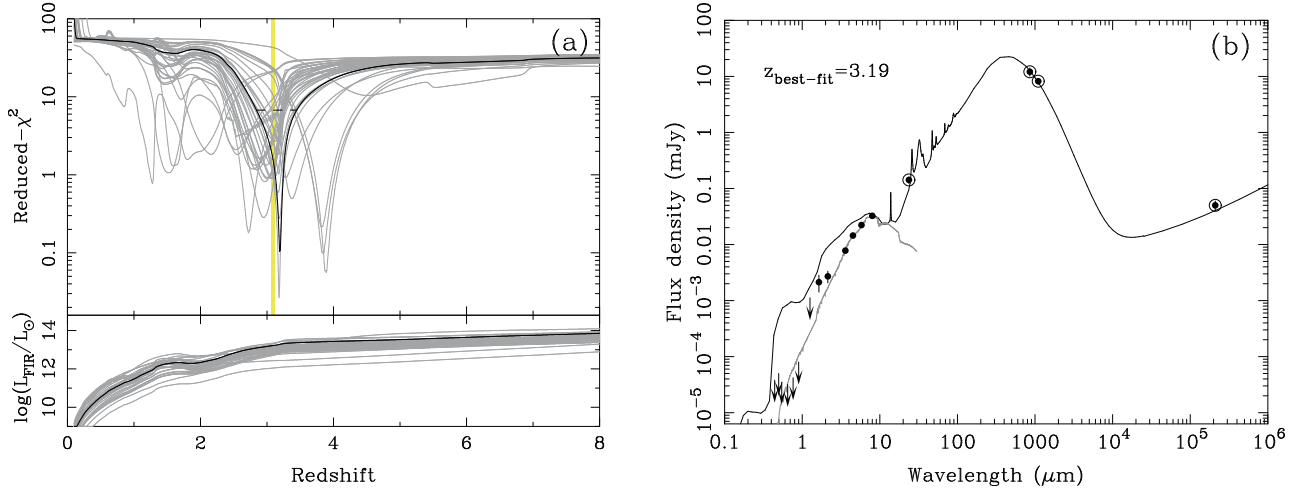 (a)
100
10
1
0.1
Reduced-χ²
14
12
10
log(L_FIR/L_⊙)
0 2 4 6 8
Redshift
(b)
z_best-fit=3.19
100
10
1
0.1
0.01
10⁻³
10⁻⁴
10⁻⁵
Flux density (mJy)
0.1 1 10 100 1000 10⁴ 10⁵ 10⁶
Wavelength (μm)